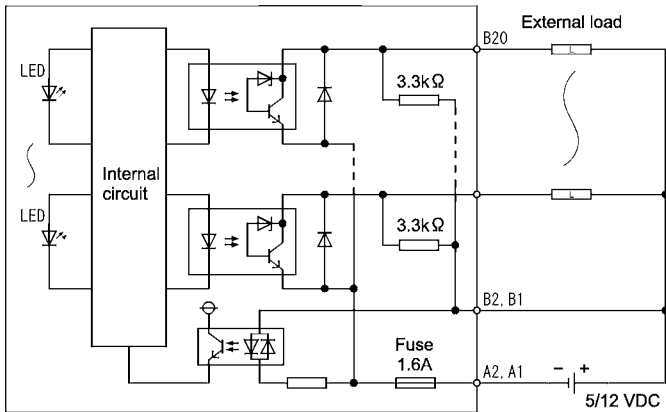 External load
B20
L
LED
3.3kΩ
Internal
circuit
L
LED
3.3kΩ
B2, B1
Fuse
1.6A
A2, A1
− +
5/12 VDC